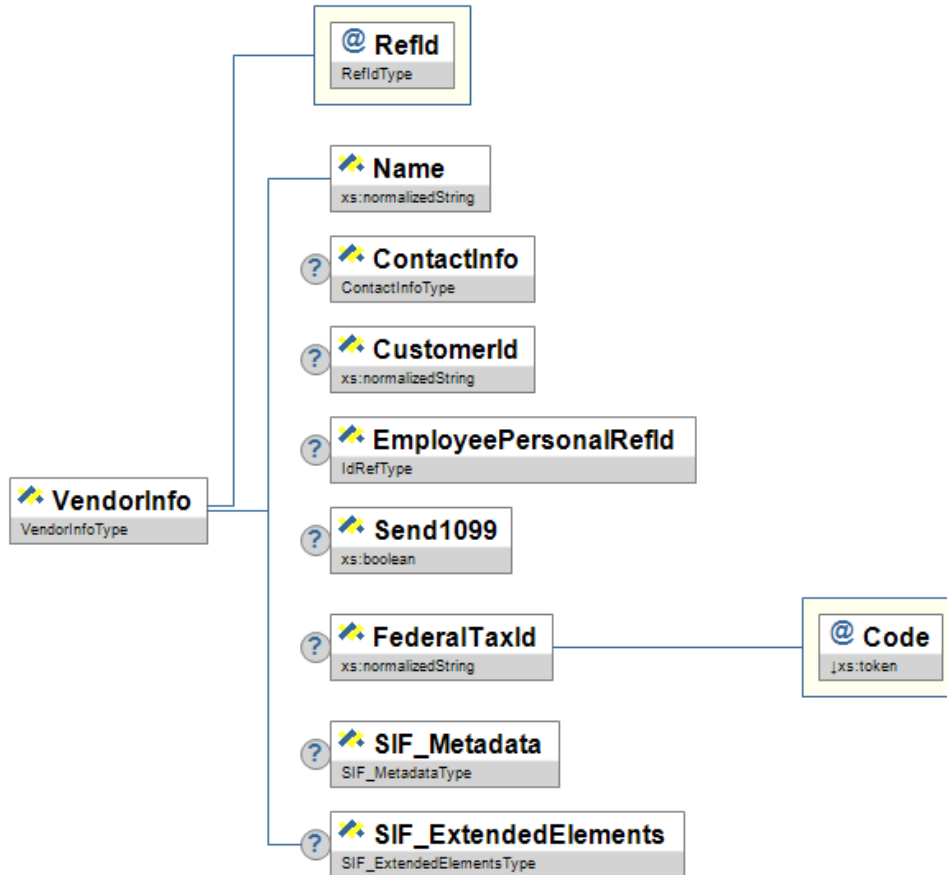 @ RefId
RefIdType
Name
xs:normalizedString
? ContactInfo
ContactInfoType
? CustomerId
xs:normalizedString
? EmployeePersonalRefId
IdRefType
VendorInfo
VendorInfoType
? Send1099
xs:boolean
? FederalTaxId
xs:normalizedString
@ Code
↓xs:token
? SIF_Metadata
SIF_MetadataType
? SIF_ExtendedElements
SIF_ExtendedElementsType